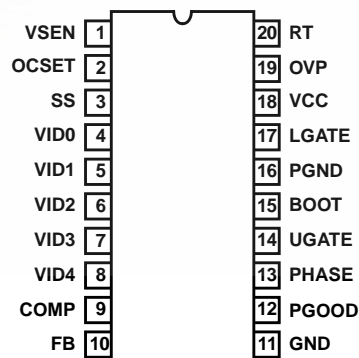 VSEN 1 20 RT
OCSET 2 19 OVP
SS 3 18 VCC
VID0 4 17 LGATE
VID1 5 16 PGND
VID2 6 15 BOOT
VID3 7 14 UGATE
VID4 8 13 PHASE
COMP 9 12 PGOOD
FB 10 11 GND